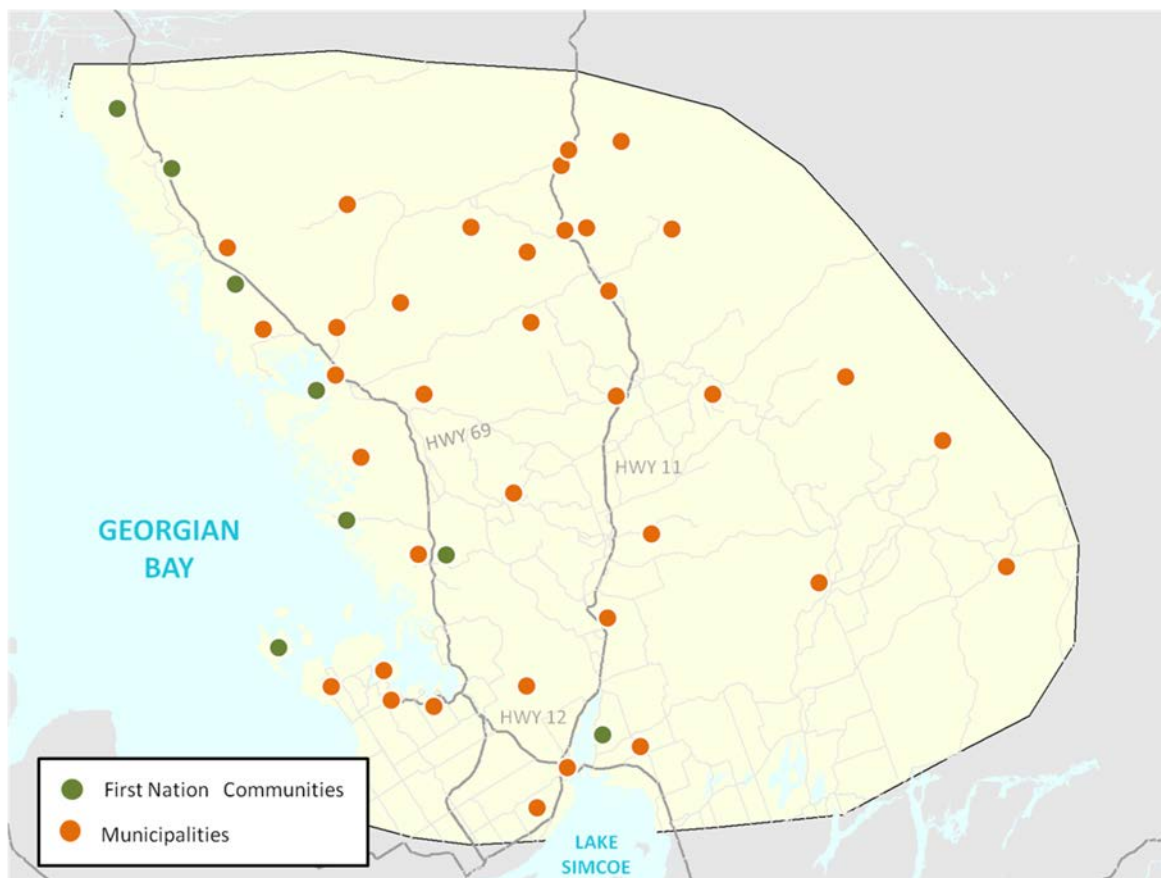 HWY 69
HWY 11
GEORGIAN
BAY
HWY 12
First Nation Communities
Municipalities
LAKE
SIMCOE